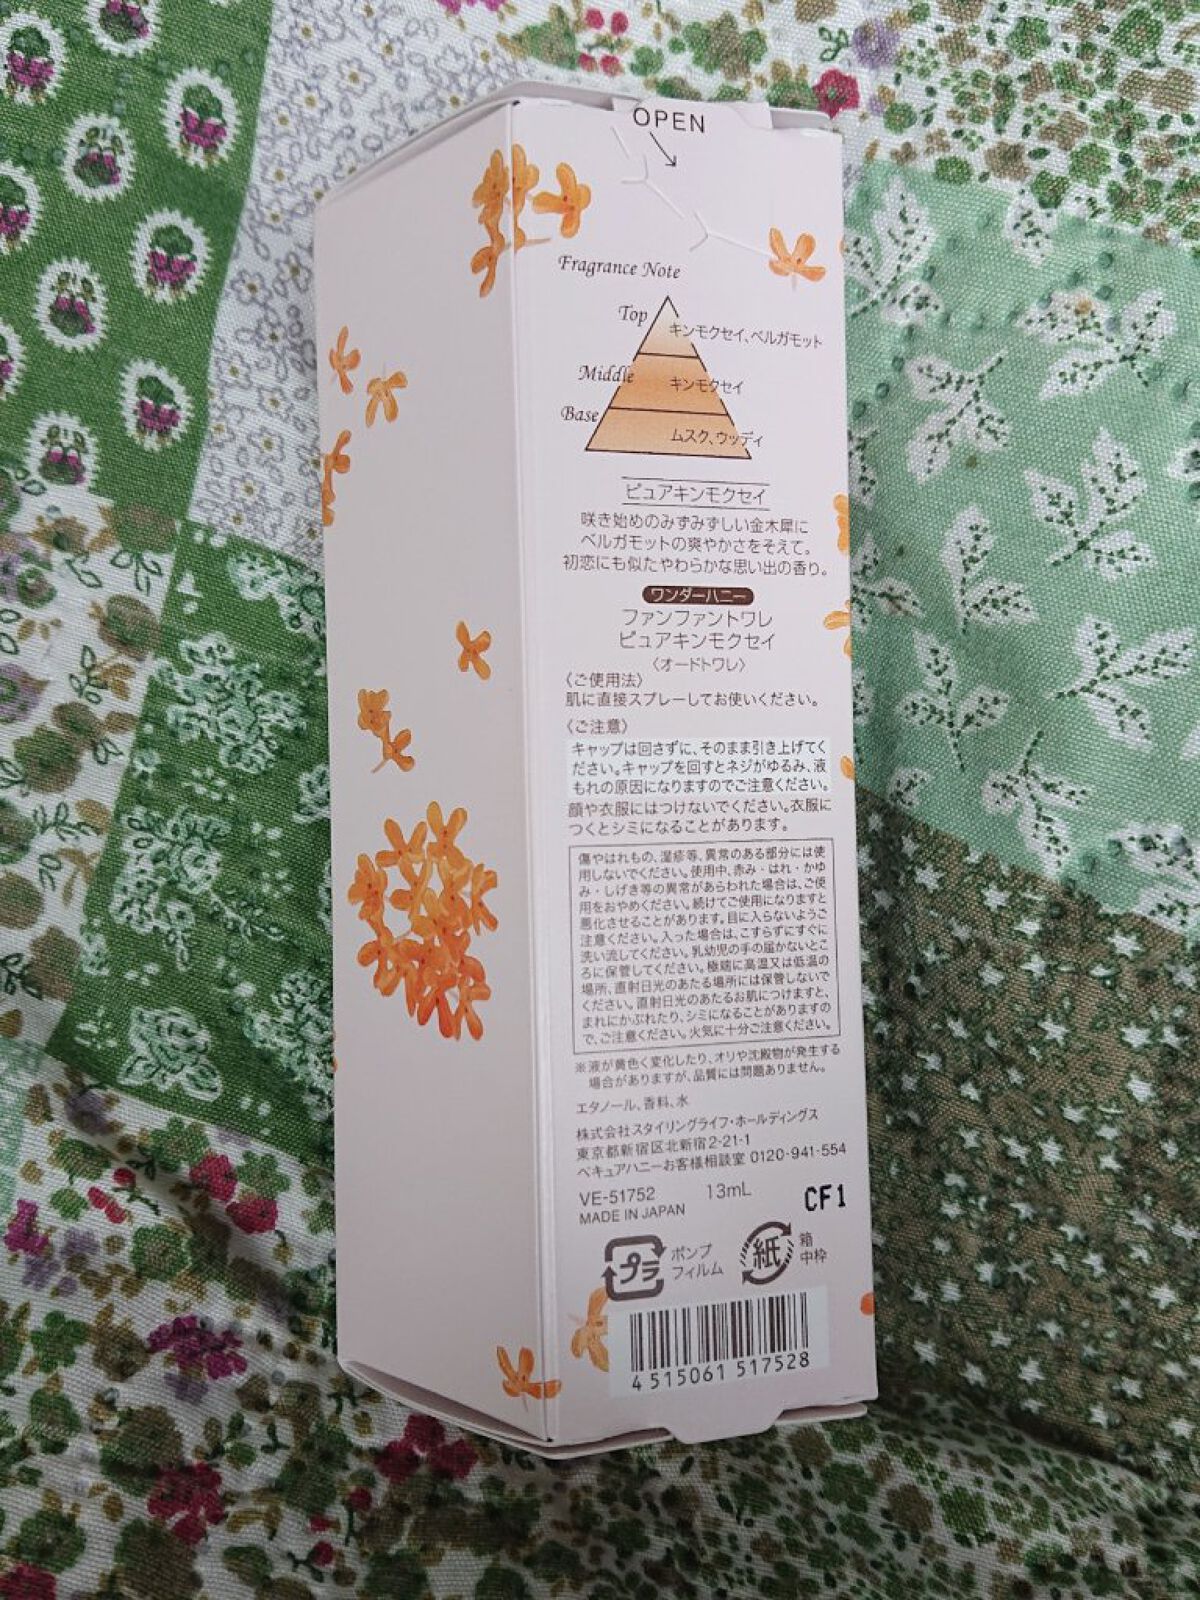 OPEN
Fragrance Note
Top
キンモクセイ、ベルガモット
Middle
キンモクセイ
Base
ムスク、ウッディ
ピュアキンモクセイ
咲き始めのみずみずしい金木犀に
ベルガモットの爽やかさをそえて。
初恋にも似たやわらかな思い出の香り。
ワンダーハニー
ファンファントワレ
ピュアキンモクセイ
〈オードトワレ〉
〈ご使用法〉
肌に直接スプレーしてお使いください。
〈ご注意〉
キャップは回さずに、そのまま引き上げてく
ださい。キャップを回すとネジがゆるみ、液
もれの原因になりますのでご注意ください。
顔や衣服にはつけないでください。衣服に
つくとシミになることがあります。
傷やはれもの、湿疹等、異常のある部分には使
用しないでください。使用中、赤み・はれ・かゆ
み・しげき等の異常があらわれた場合は、ご使
用をおやめください。続けてご使用になりますと
悪化させることがあります。目に入らないようご
注意ください。入った場合は、こすらずにすぐに
洗い流してください。乳幼児の手の届かないとこ
ろに保管してください。極端に高温又は低温の
場所、直射日光のあたる場所には保管しないで
ください。直射日光のあたるお肌につけますと、
まれにかぶれたり、シミになることがありますの
で、ご注意ください。火気に十分ご注意ください。
※液が黄色く変化したり、オリや沈殿物が発生する
場合がありますが、品質には問題ありません。
エタノール、香料、水
株式会社スタイリングライフ・ホールディングス
東京都新宿区北新宿2-21-1
ベキュアハニーお客様相談室 0120-941-554
VE-51752 13mL CF1
MADE IN JAPAN
プラ ポンプ 紙 箱
フィルム 中枠
4 515061 517528